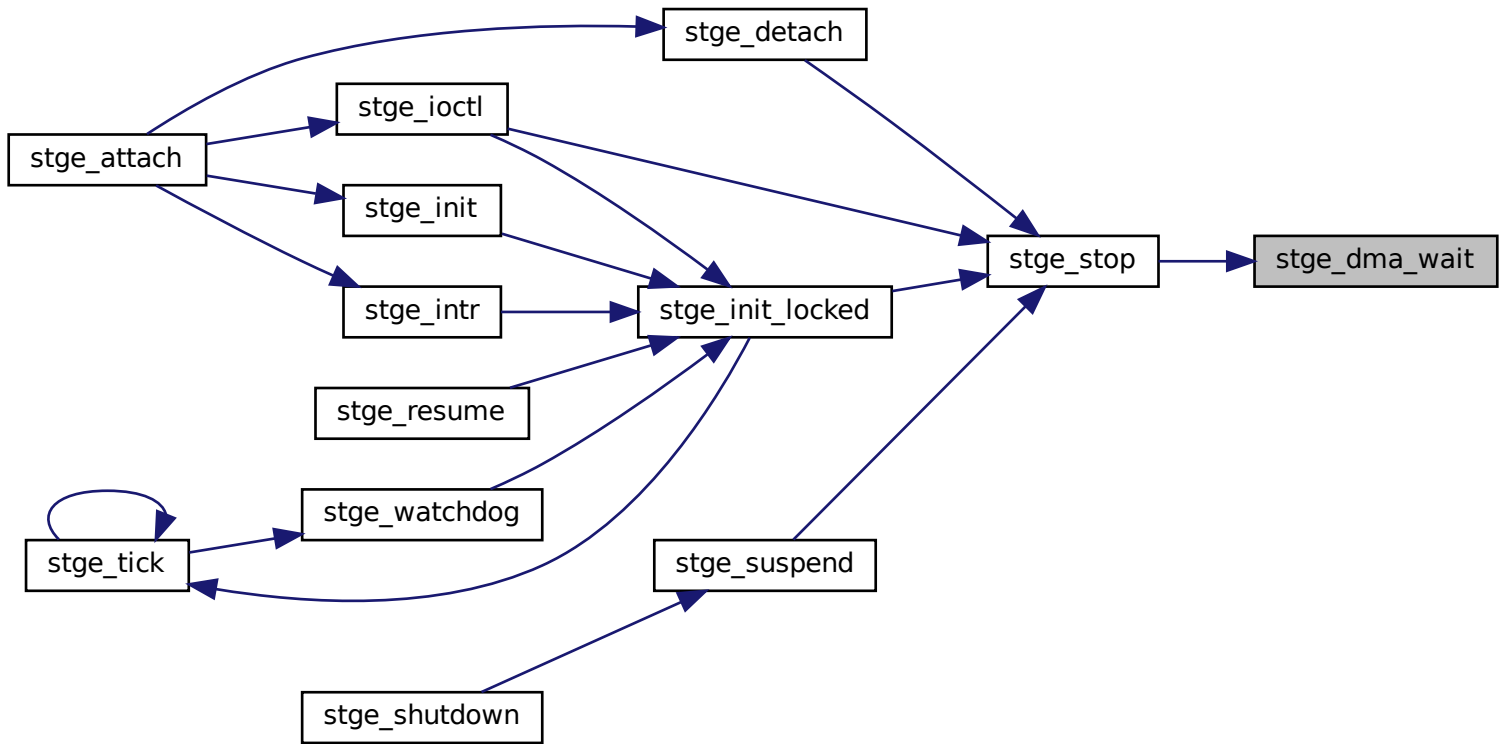 stge_detach
stge_ioctl
stge_attach
stge_init
stge_stop
stge_dma_wait
stge_intr
stge_init_locked
stge_resume
stge_watchdog
stge_tick
stge_suspend
stge_shutdown